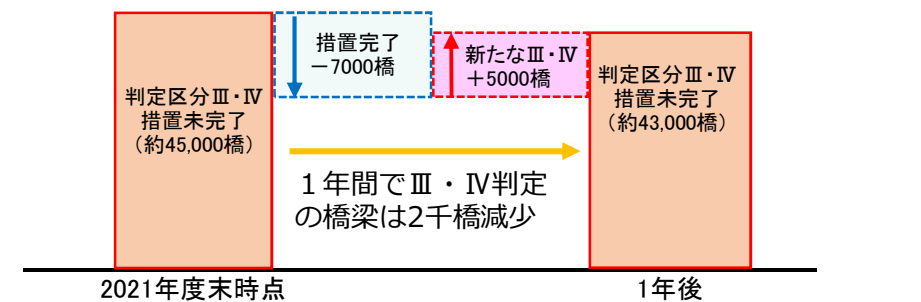 判定区分Ⅲ・Ⅳ
措置未完了
（約45,000橋）
措置完了
－7000橋
新たなⅢ・Ⅳ
＋5000橋
判定区分Ⅲ・Ⅳ
措置未完了
（約43,000橋）
１年間でⅢ・Ⅳ判定
の橋梁は2千橋減少
2021年度末時点
1年後